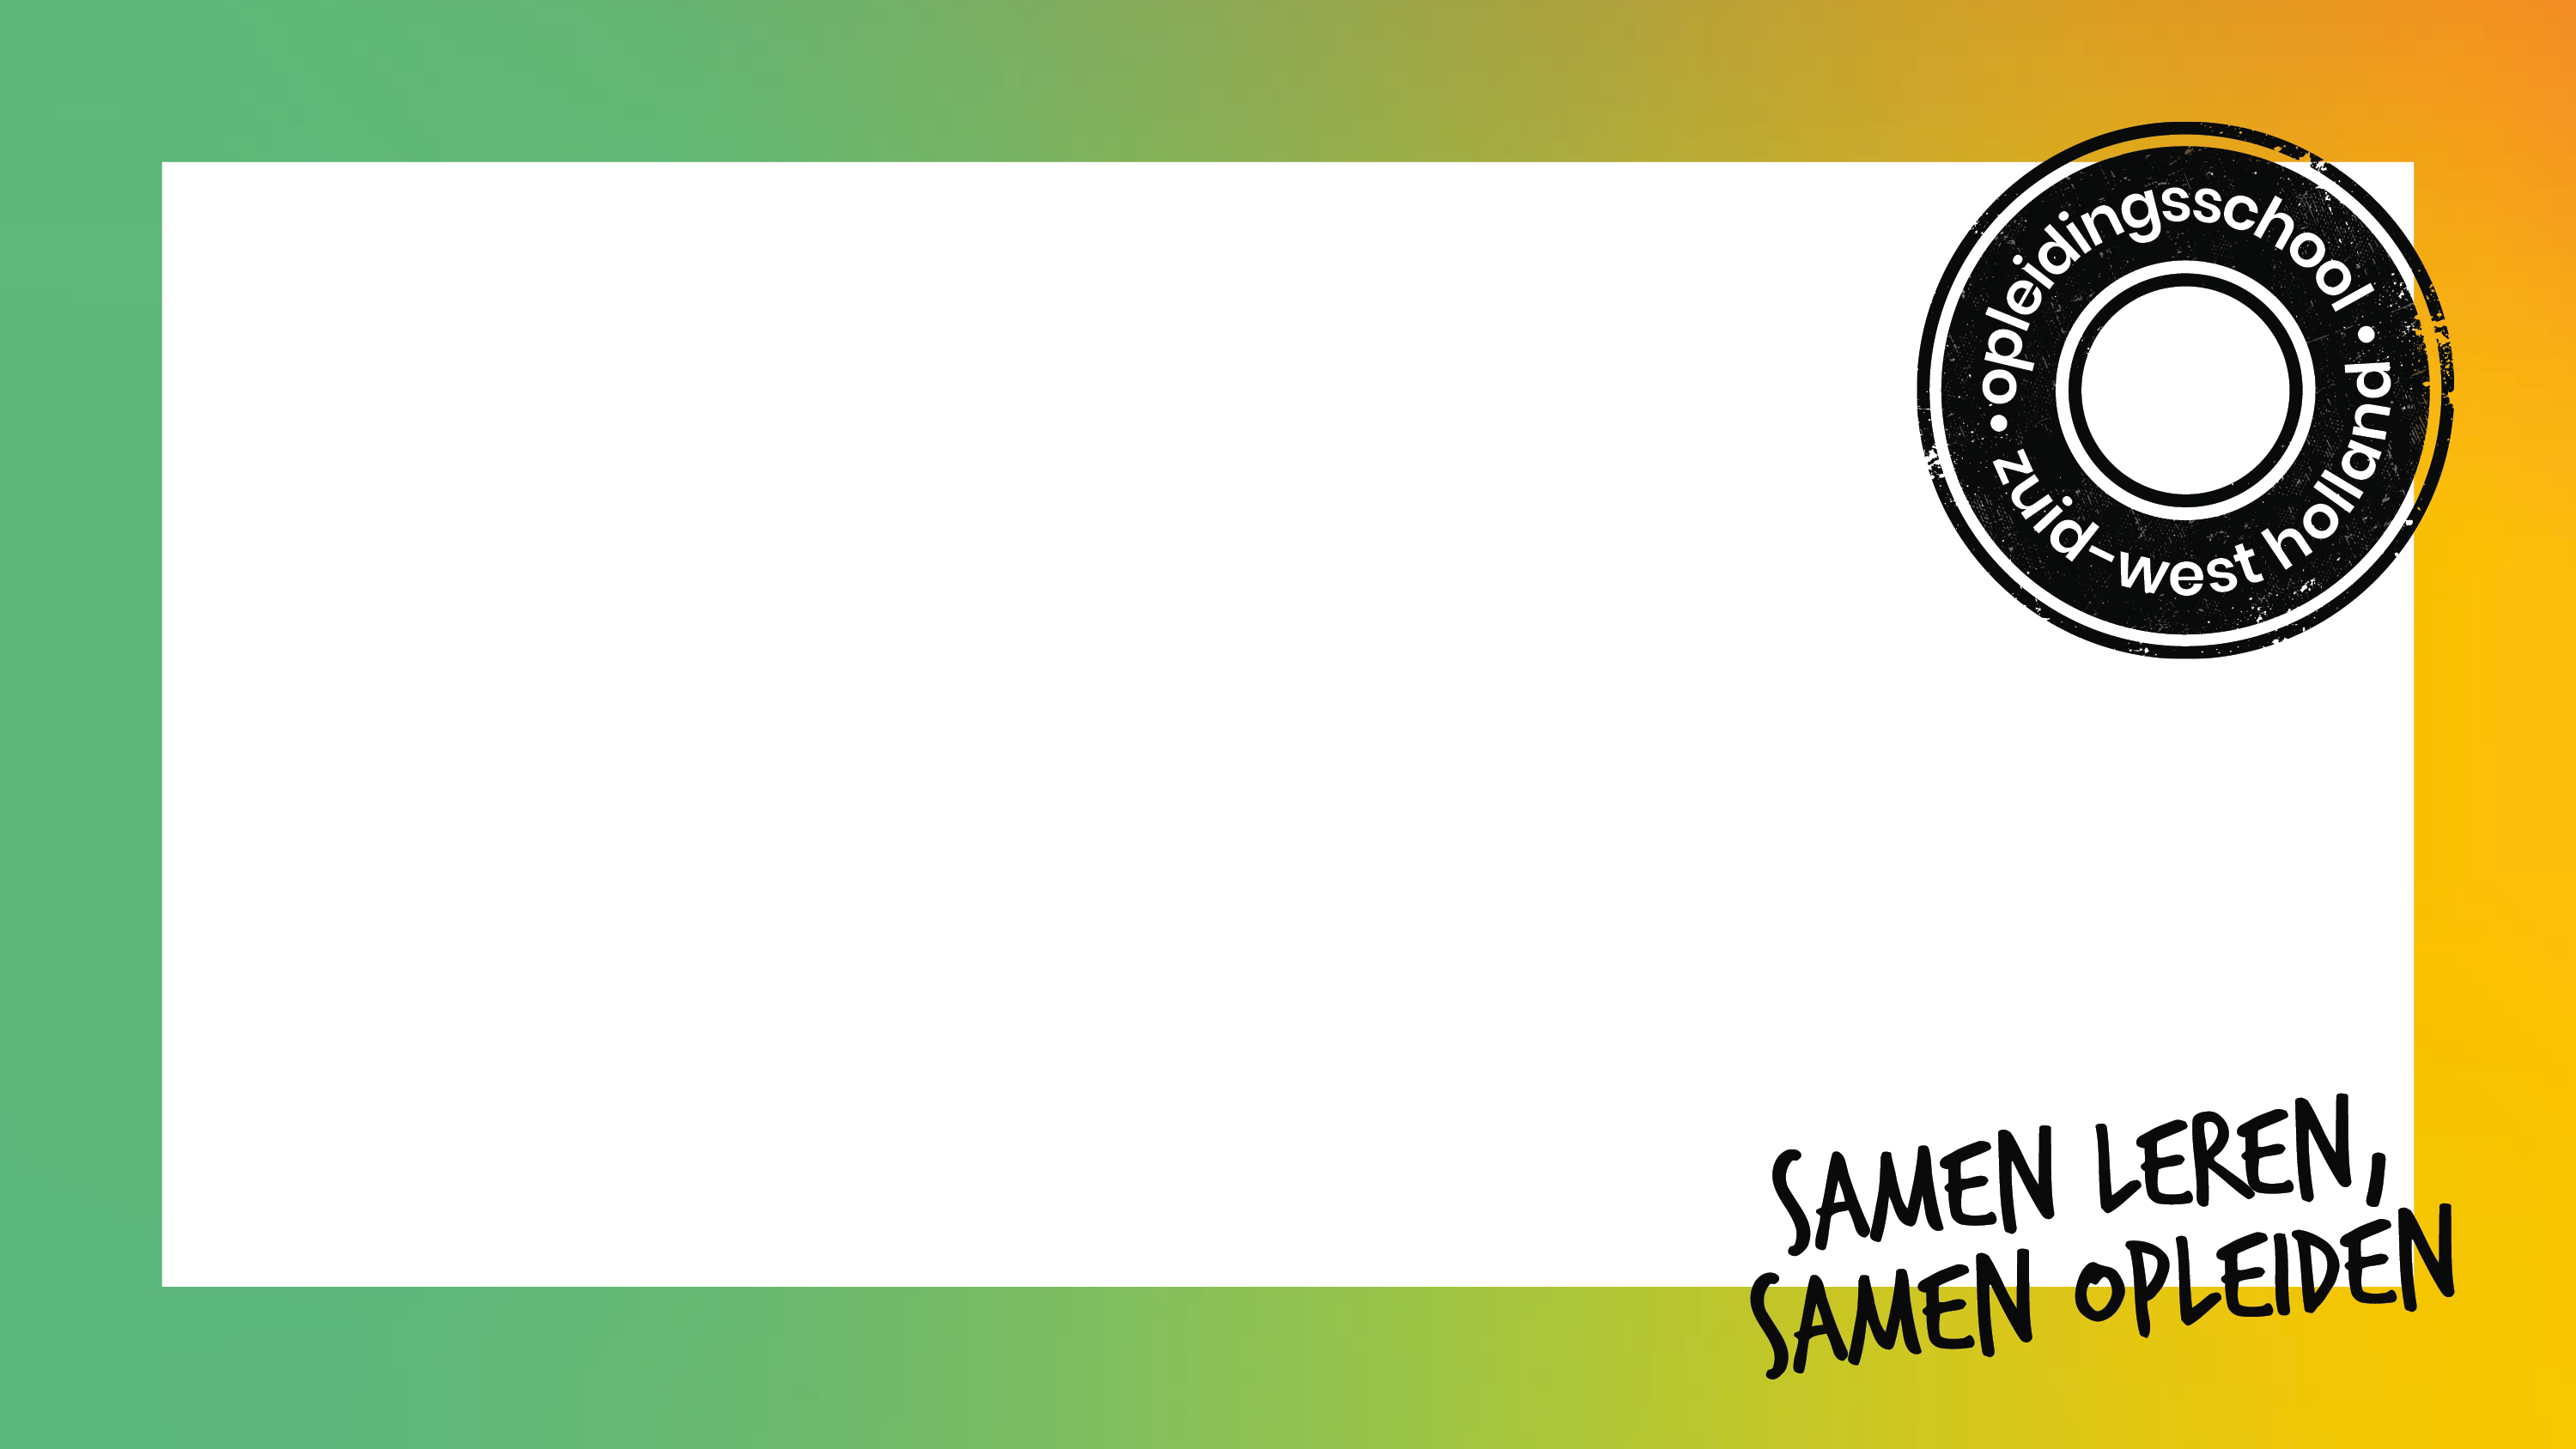 • opleidingsschool •
zuid-west holland
SAMEN LEREN,
SAMEN OPLEIDEN